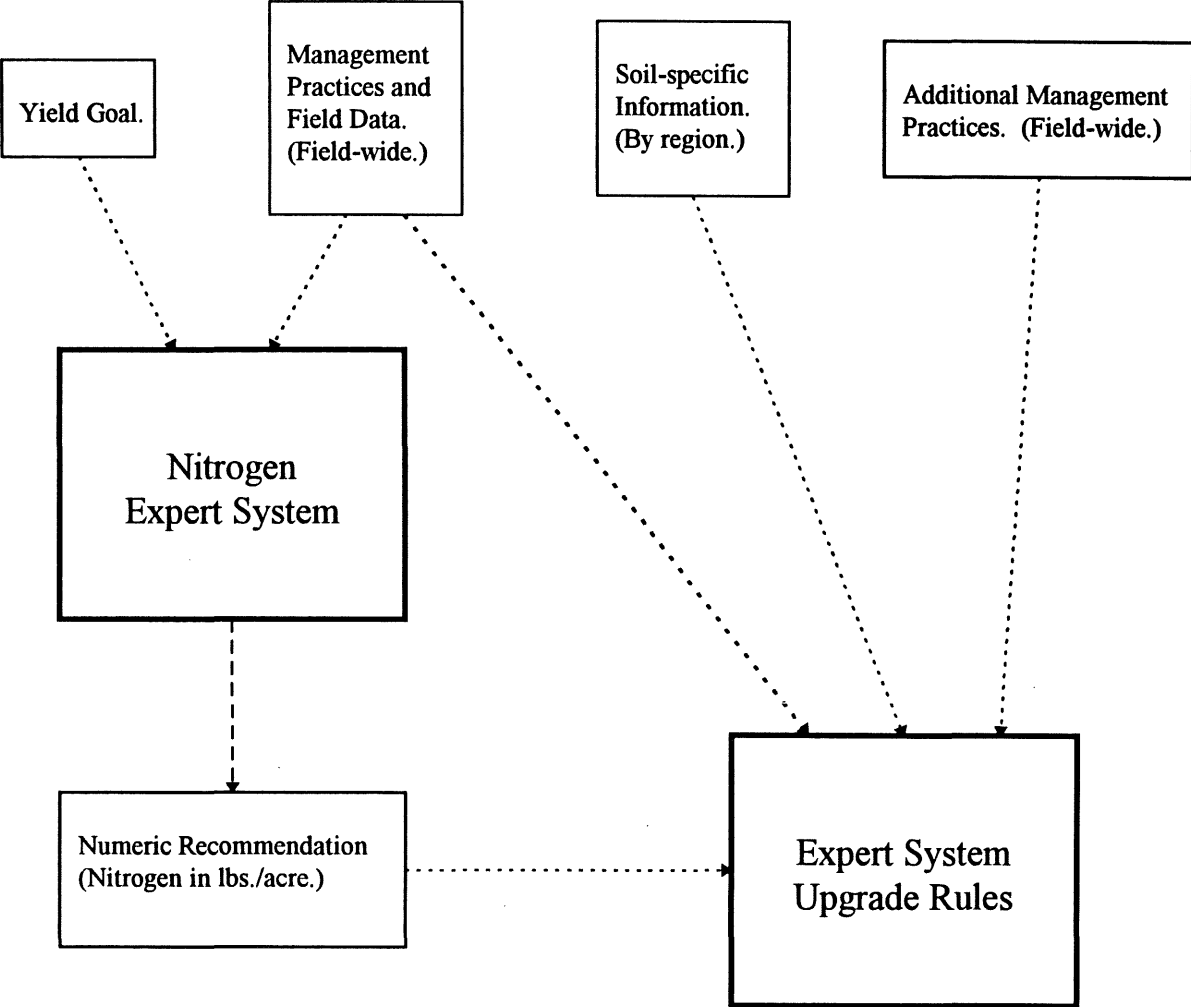 Yield Goal.
Management
Practices and
Field Data.
(Field-wide.)
Soil-specific
Information.
(By region.)
Additional Management
Practices.  (Field-wide.)
Nitrogen
Expert System
Numeric Recommendation
(Nitrogen in lbs./acre.)
Expert System
Upgrade Rules